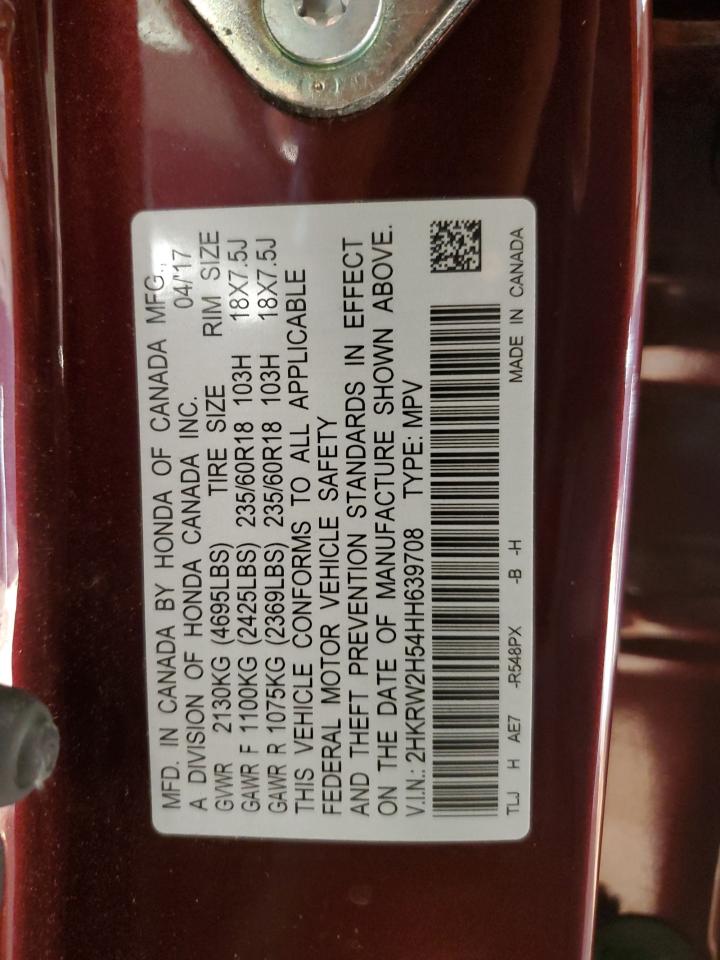 MFD. IN CANADA BY HONDA OF CANADA MFG.,
A DIVISION OF HONDA CANADA INC. 04/17
GVWR 2130KG (4695LBS) TIRE SIZE RIM SIZE
GAWR F 1100KG (2425LBS) 235/60R18 103H 18X7.5J
GAWR R 1075KG (2369LBS) 235/60R18 103H 18X7.5J
THIS VEHICLE CONFORMS TO ALL APPLICABLE
FEDERAL MOTOR VEHICLE SAFETY
AND THEFT PREVENTION STANDARDS IN EFFECT
ON THE DATE OF MANUFACTURE SHOWN ABOVE.
V.I.N.: 2HKRW2H54HH639708 TYPE: MPV
TLJ H AE7 -R548PX -B -H MADE IN CANADA